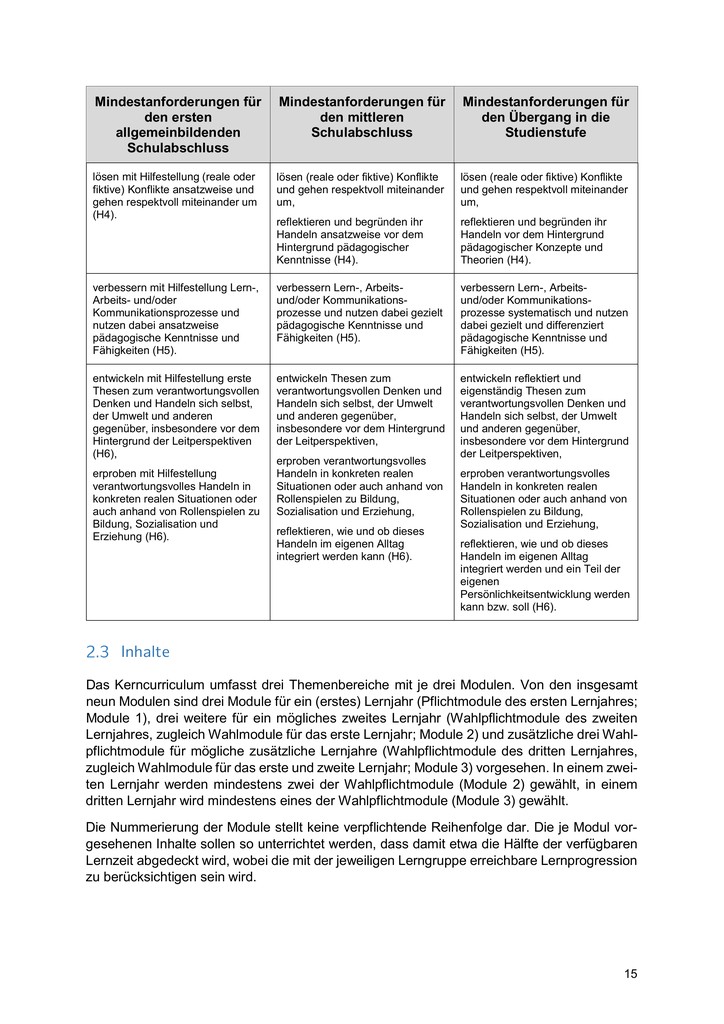 Mindestanforderungen für
den ersten
allgemeinbildenden
Schulabschluss
Mindestanforderungen für
den mittleren
Schulabschluss
Mindestanforderungen für
den Übergang in die
Studienstufe
lösen mit Hilfestellung (reale oder
fiktive) Konflikte ansatzweise und
gehen respektvoll miteinander um
(H4).
lösen (reale oder fiktive) Konflikte
und gehen respektvoll miteinander
um,
reflektieren und begründen ihr
Handeln ansatzweise vor dem
Hintergrund pädagogischer
Kenntnisse (H4).
lösen (reale oder fiktive) Konflikte
und gehen respektvoll miteinander
um,
reflektieren und begründen ihr
Handeln vor dem Hintergrund
pädagogischer Konzepte und
Theorien (H4).
verbessern mit Hilfestellung Lern-,
Arbeits- und/oder
Kommunikationsprozesse und
nutzen dabei ansatzweise
pädagogische Kenntnisse und
Fähigkeiten (H5).
verbessern Lern-, Arbeits-
und/oder Kommunikations-
prozesse und nutzen dabei gezielt
pädagogische Kenntnisse und
Fähigkeiten (H5).
verbessern Lern-, Arbeits-
und/oder Kommunikations-
prozesse systematisch und nutzen
dabei gezielt und differenziert
pädagogische Kenntnisse und
Fähigkeiten (H5).
entwickeln mit Hilfestellung erste
Thesen zum verantwortungsvollen
Denken und Handeln sich selbst,
der Umwelt und anderen
gegenüber, insbesondere vor dem
Hintergrund der Leitperspektiven
(H6),
erproben mit Hilfestellung
verantwortungsvolles Handeln in
konkreten realen Situationen oder
auch anhand von Rollenspielen zu
Bildung, Sozialisation und
Erziehung (H6).
entwickeln Thesen zum
verantwortungsvollen Denken und
Handeln sich selbst, der Umwelt
und anderen gegenüber,
insbesondere vor dem Hintergrund
der Leitperspektiven,
erproben verantwortungsvolles
Handeln in konkreten realen
Situationen oder auch anhand von
Rollenspielen zu Bildung,
Sozialisation und Erziehung,
reflektieren, wie und ob dieses
Handeln im eigenen Alltag
integriert werden kann (H6).
entwickeln reflektiert und
eigenständig Thesen zum
verantwortungsvollen Denken und
Handeln sich selbst, der Umwelt
und anderen gegenüber,
insbesondere vor dem Hintergrund
der Leitperspektiven,
erproben verantwortungsvolles
Handeln in konkreten realen
Situationen oder auch anhand von
Rollenspielen zu Bildung,
Sozialisation und Erziehung,
reflektieren, wie und ob dieses
Handeln im eigenen Alltag
integriert werden und ein Teil der
eigenen
Persönlichkeitsentwicklung werden
kann bzw. soll (H6).
2.3 Inhalte
Das Kerncurriculum umfasst drei Themenbereiche mit je drei Modulen. Von den insgesamt
neun Modulen sind drei Module für ein (erstes) Lernjahr (Pflichtmodule des ersten Lernjahres;
Module 1), drei weitere für ein mögliches zweites Lernjahr (Wahlpflichtmodule des zweiten
Lernjahres, zugleich Wahlmodule für das erste Lernjahr; Module 2) und zusätzliche drei Wahl-
pflichtmodule für mögliche zusätzliche Lernjahre (Wahlpflichtmodule des dritten Lernjahres,
zugleich Wahlmodule für das erste und zweite Lernjahr; Module 3) vorgesehen. In einem zwei-
ten Lernjahr werden mindestens zwei der Wahlpflichtmodule (Module 2) gewählt, in einem
dritten Lernjahr wird mindestens eines der Wahlpflichtmodule (Module 3) gewählt.
Die Nummerierung der Module stellt keine verpflichtende Reihenfolge dar. Die je Modul vor-
gesehenen Inhalte sollen so unterrichtet werden, dass damit etwa die Hälfte der verfügbaren
Lernzeit abgedeckt wird, wobei die mit der jeweiligen Lerngruppe erreichbare Lernprogression
zu berücksichtigen sein wird.
15